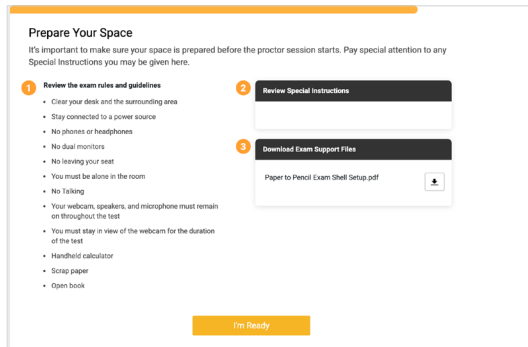 Prepare Your Space
It's important to make sure your space is prepared before the proctor session starts. Pay special attention to any
Special Instructions you may be given here.
1 Review the exam rules and guidelines
• Clear your desk and the surrounding area
• Stay connected to a power source
• No phones or headphones
• No dual monitors
• No leaving your seat
• You must be alone in the room
• No Talking
• Your webcam, speakers, and microphone must remain
on throughout the test
• You must stay in view of the webcam for the duration
of the test
• Handheld calculator
• Scrap paper
• Open book
2 Review Special Instructions
3 Download Exam Support Files
Paper to Pencil Exam Shell Setup.pdf
I'm Ready